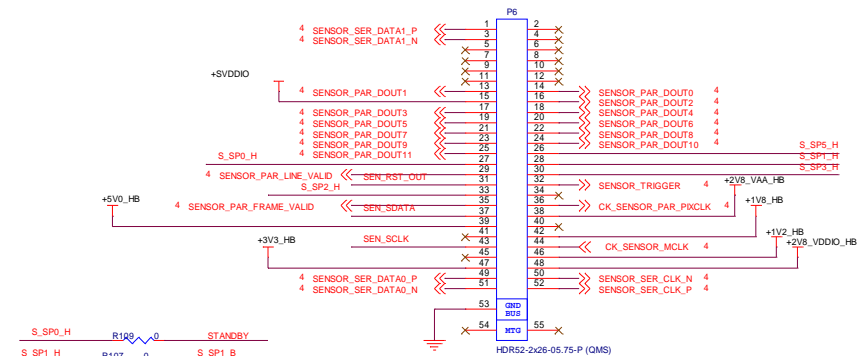 P6
4 SENSOR_SER_DATA1_P 1 2
4 SENSOR_SER_DATA1_N 3 4
5 6
7 8
9 10
+SVDDIO 11 12
4 SENSOR_PAR_DOUT1 13 14 SENSOR_PAR_DOUT0 4
15 16 SENSOR_PAR_DOUT2 4
4 SENSOR_PAR_DOUT3 17 18 SENSOR_PAR_DOUT4 4
4 SENSOR_PAR_DOUT5 19 20 SENSOR_PAR_DOUT6 4
4 SENSOR_PAR_DOUT7 21 22 SENSOR_PAR_DOUT8 4
4 SENSOR_PAR_DOUT9 23 24 SENSOR_PAR_DOUT10 4
4 SENSOR_PAR_DOUT11 25 26 S_SP5_H
S_SP0_H 27 28 S_SP1_H
4 SENSOR_PAR_LINE_VALID SEN_RST_OUT 29 30 S_SP3_H
S_SP2_H 31 32 SENSOR_TRIGGER 4 +2V8_VAA_HB
33 34
+5V0_HB 4 SENSOR_PAR_FRAME_VALID SEN_SDATA 35 36 CK_SENSOR_PAR_PIXCLK 4 +1V8_HB
37 38
39 40
+3V3_HB SEN_SCLK 41 42 +1V2_HB
43 44 CK_SENSOR_MCLK 4 +2V8_VDDIO_HB
45 46
47 48
4 SENSOR_SER_DATA0_P 49 50 SENSOR_SER_CLK_N 4
4 SENSOR_SER_DATA0_N 51 52 SENSOR_SER_CLK_P 4
53 GND
BUS
54 MTG 55
HDR52-2x26-05.75-P (QMS)
S_SP0_H R109 0 STANDBY
S_SP1_H R107 0 S_SP1_B